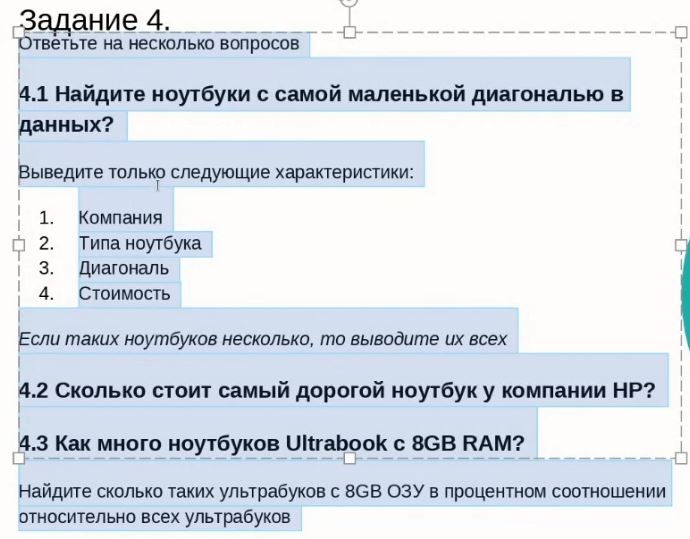 Задание 4.
Ответьте на несколько вопросов
4.1 Найдите ноутбуки с самой маленькой диагональю в
данных?
Выведите только следующие характеристики:
1. Компания
2. Типа ноутбука
3. Диагональ
4. Стоимость
Если таких ноутбуков несколько, то выводите их всех
4.2 Сколько стоит самый дорогой ноутбук у компании HP?
4.3 Как много ноутбуков Ultrabook с 8GB RAM?
Найдите сколько таких ультрабуков с 8GB ОЗУ в процентном соотношении
относительно всех ультрабуков